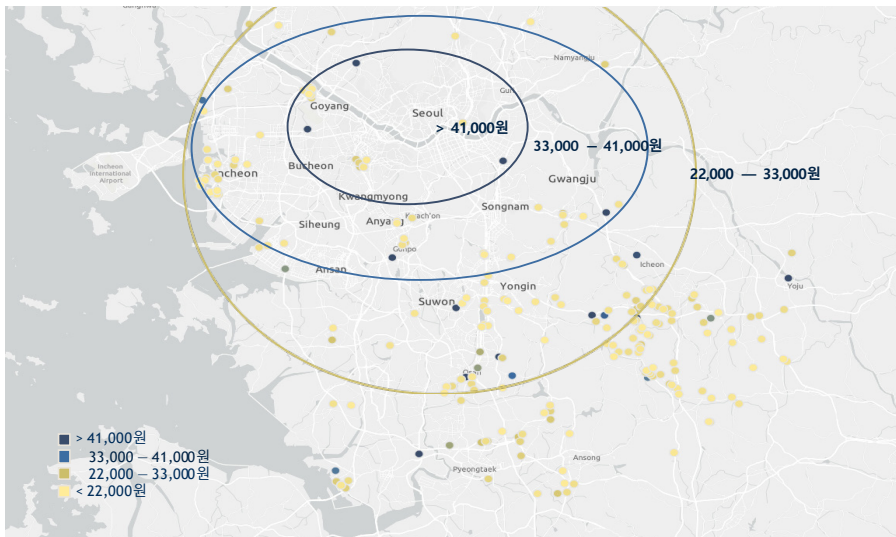 Namyangju
Guri
Goyang
Seoul
> 41,000원
33,000 – 41,000원
Incheon
International
Airport
Bucheon
Incheon
Gwangju
22,000 — 33,000원
Kwangmyong
Songnam
Siheung
Anyang
Kwach'on
Gunpo
Ansan
Icheon
Yongin
Yoju
Suwon
Osan
> 41,000원
33,000 – 41,000원
22,000 – 33,000원
< 22,000원
Pyeongtaek
Ansong